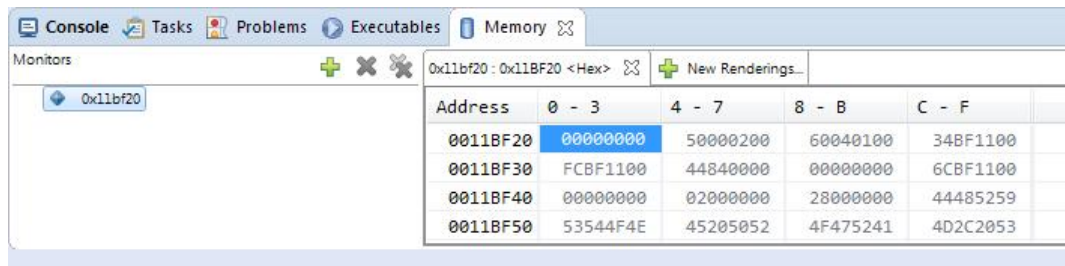 Console Tasks Problems Executables Memory
Monitors
0x11bf20 : 0x11BF20 <Hex> New Renderings...
0x11bf20
Address 0 - 3 4 - 7 8 - B C - F
0011BF20 00000000 50000200 60040100 34BF1100
0011BF30 FCBF1100 44840000 00000000 6CBF1100
0011BF40 00000000 02000000 28000000 44485259
0011BF50 53544F4E 45205052 4F475241 4D2C2053